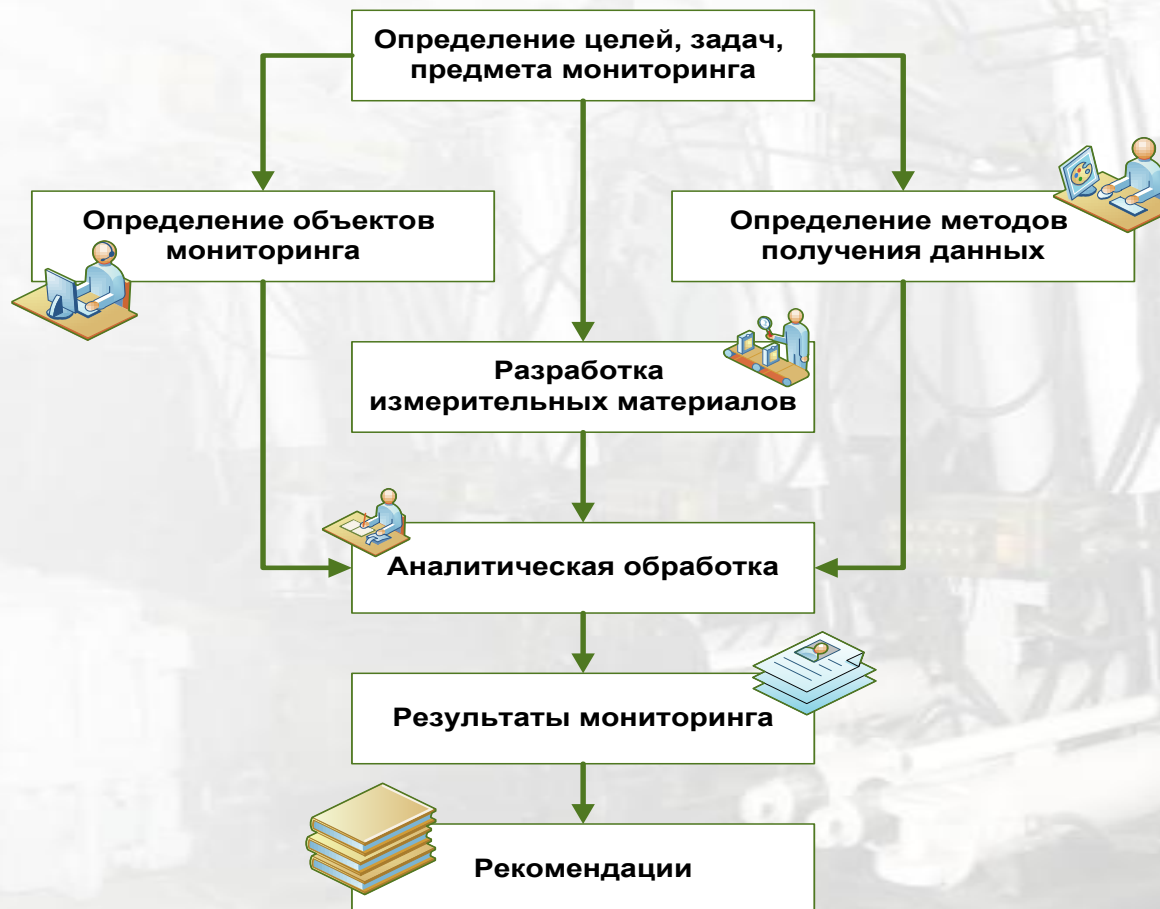 Определение целей, задач,
предмета мониторинга
Определение объектов
мониторинга
Определение методов
получения данных
Разработка
измерительных материалов
Аналитическая обработка
Результаты мониторинга
Рекомендации